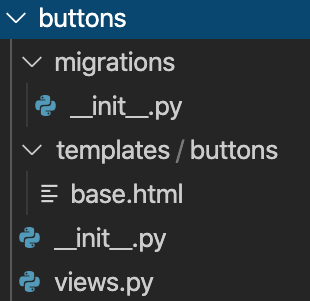 buttons
migrations
__init__.py
templates / buttons
base.html
__init__.py
views.py